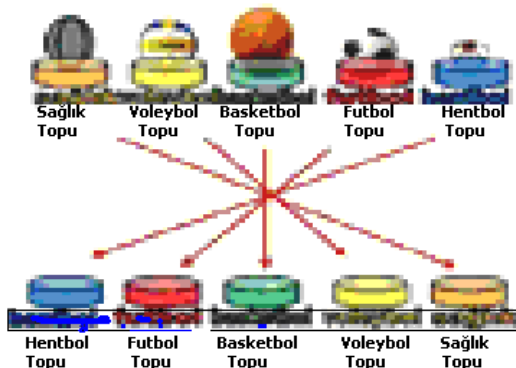 Sağlık Topu
Voleybol Topu
Basketbol Topu
Futbol Topu
Hentbol Topu
Hentbol Topu
Futbol Topu
Basketbol Topu
Voleybol Topu
Sağlık Topu